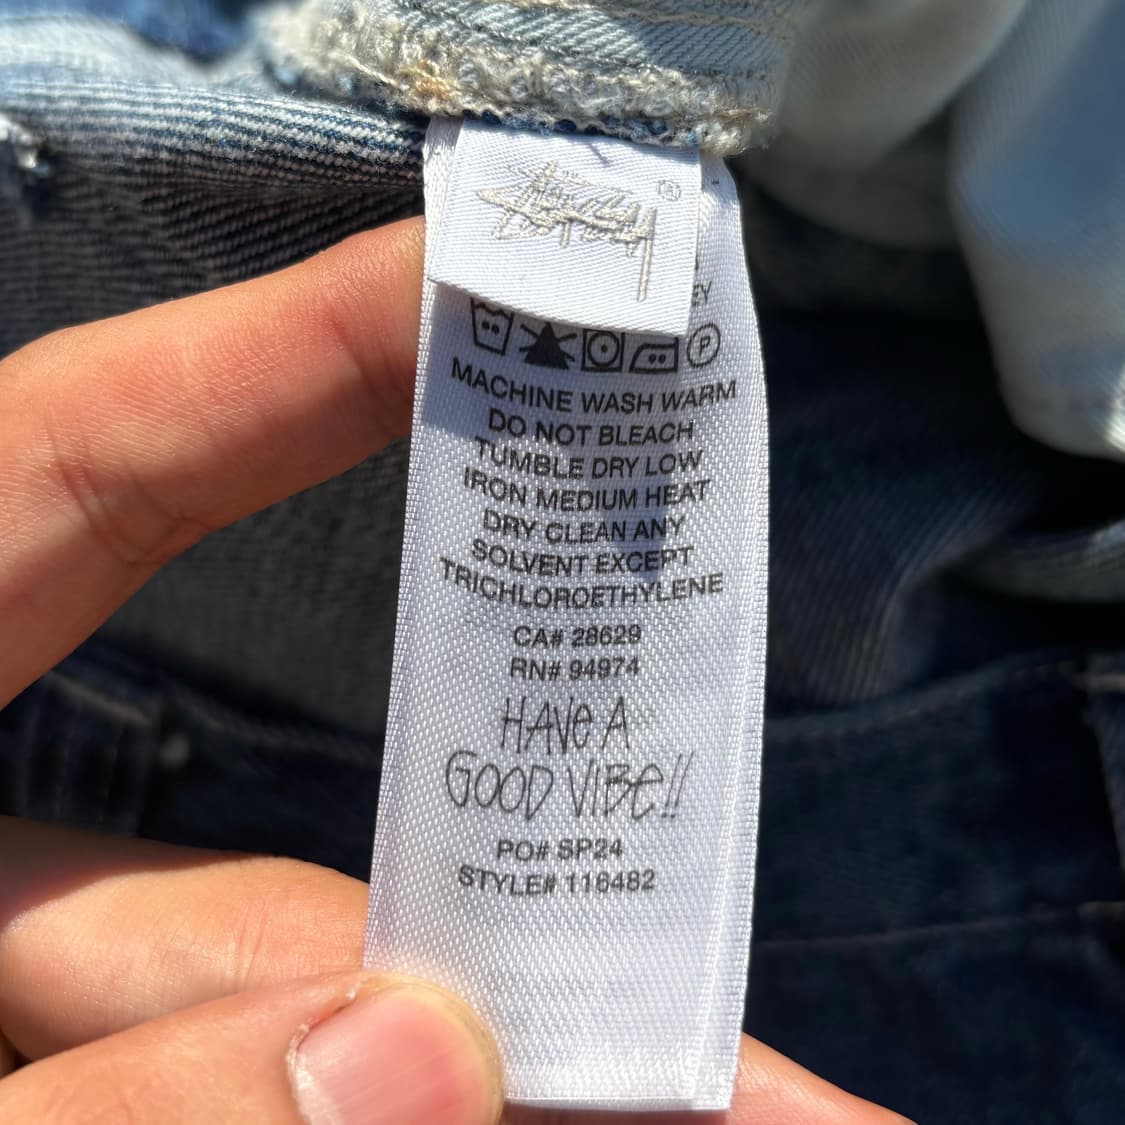 Stüssy ®
EY
P
MACHINE WASH WARM
DO NOT BLEACH
TUMBLE DRY LOW
IRON MEDIUM HEAT
DRY CLEAN ANY
SOLVENT EXCEPT
TRICHLOROETHYLENE
CA# 28629
RN# 94974
HAVe A
GOOD VIBe!!
PO# SP24
STYLE# 116482